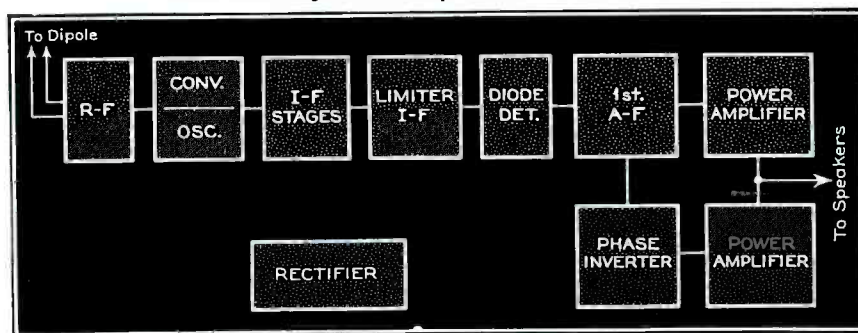 To Dipole
R-F
CONV.
OSC.
I-F
STAGES
LIMITER
I-F
DIODE
DET.
1st.
A-F
POWER
AMPLIFIER
To Speakers
PHASE
INVERTER
POWER
AMPLIFIER
RECTIFIER